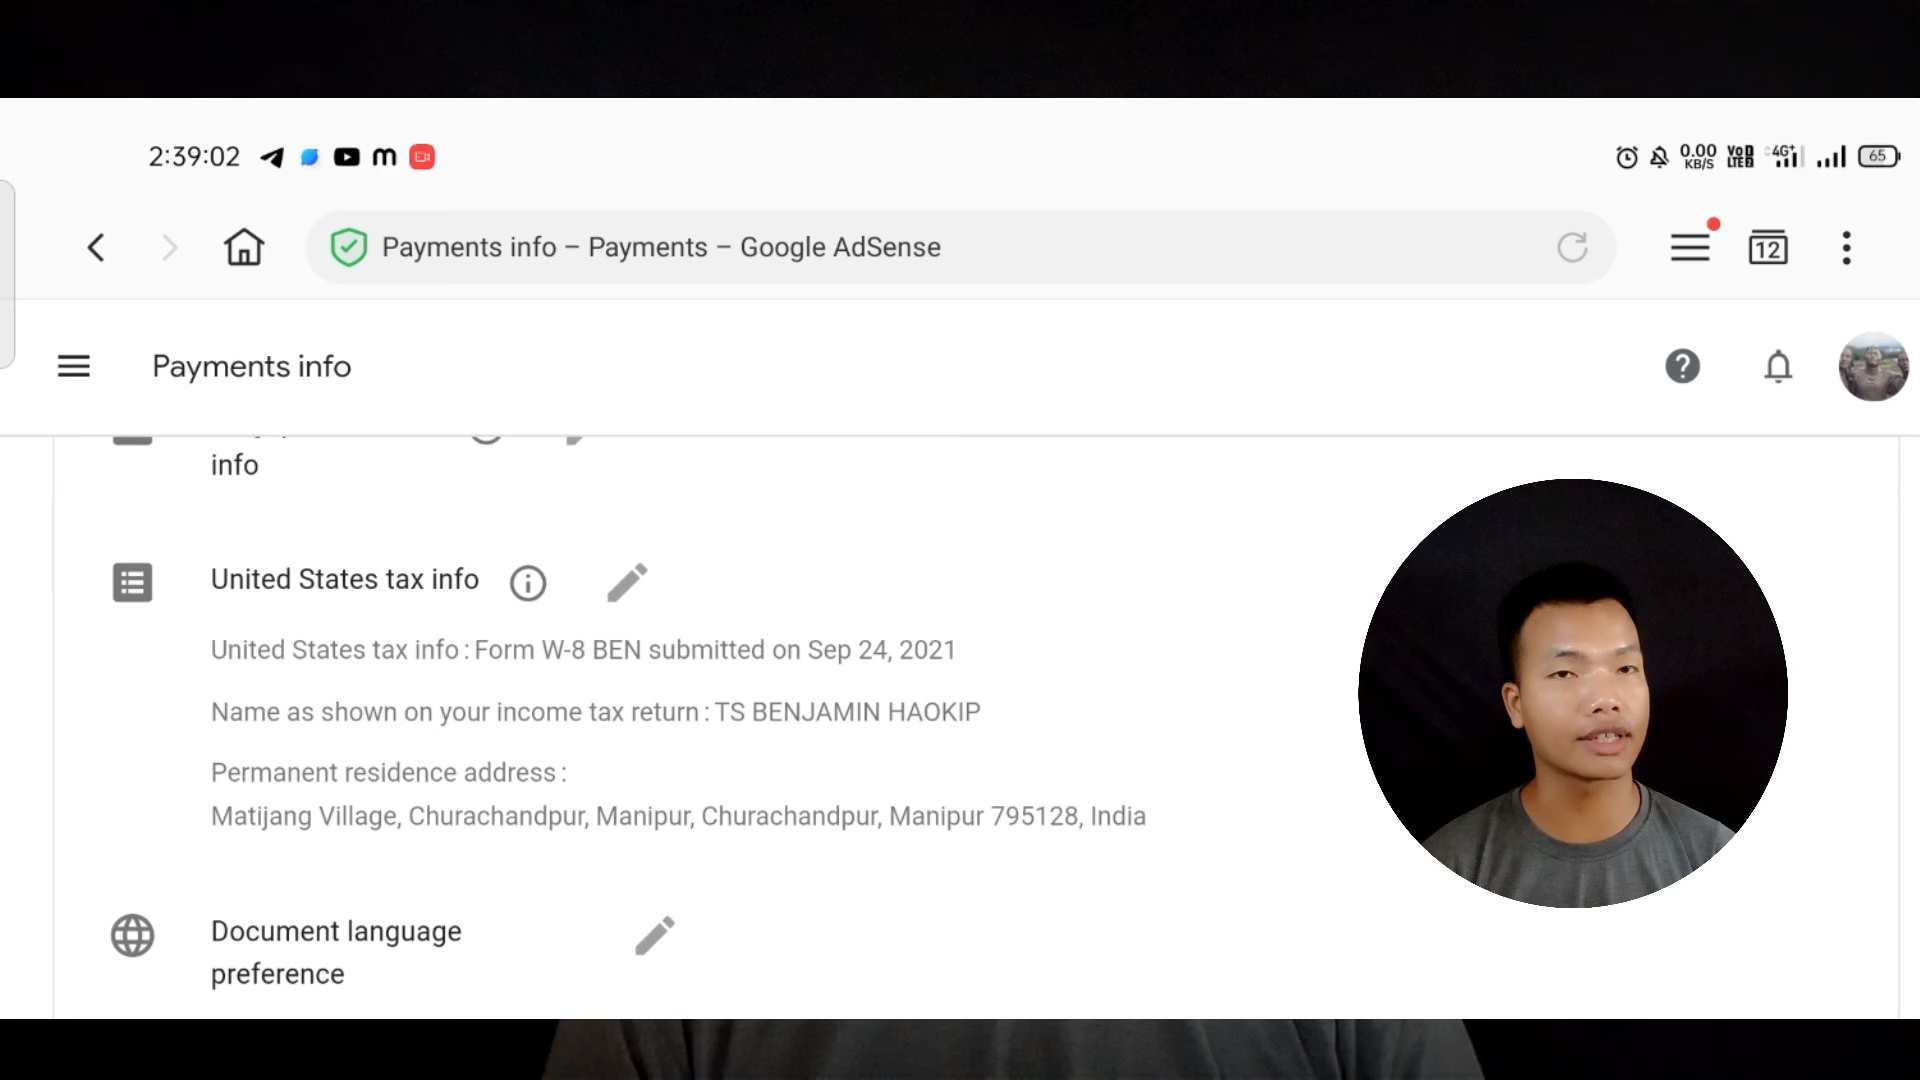 2:39:02
0.00 KB/S
Vo LTE 2
4G+
65
Payments info – Payments – Google AdSense
12
Payments info
info
United States tax info
United States tax info : Form W-8 BEN submitted on Sep 24, 2021
Name as shown on your income tax return : TS BENJAMIN HAOKIP
Permanent residence address :
Matijang Village, Churachandpur, Manipur, Churachandpur, Manipur 795128, India
Document language
preference